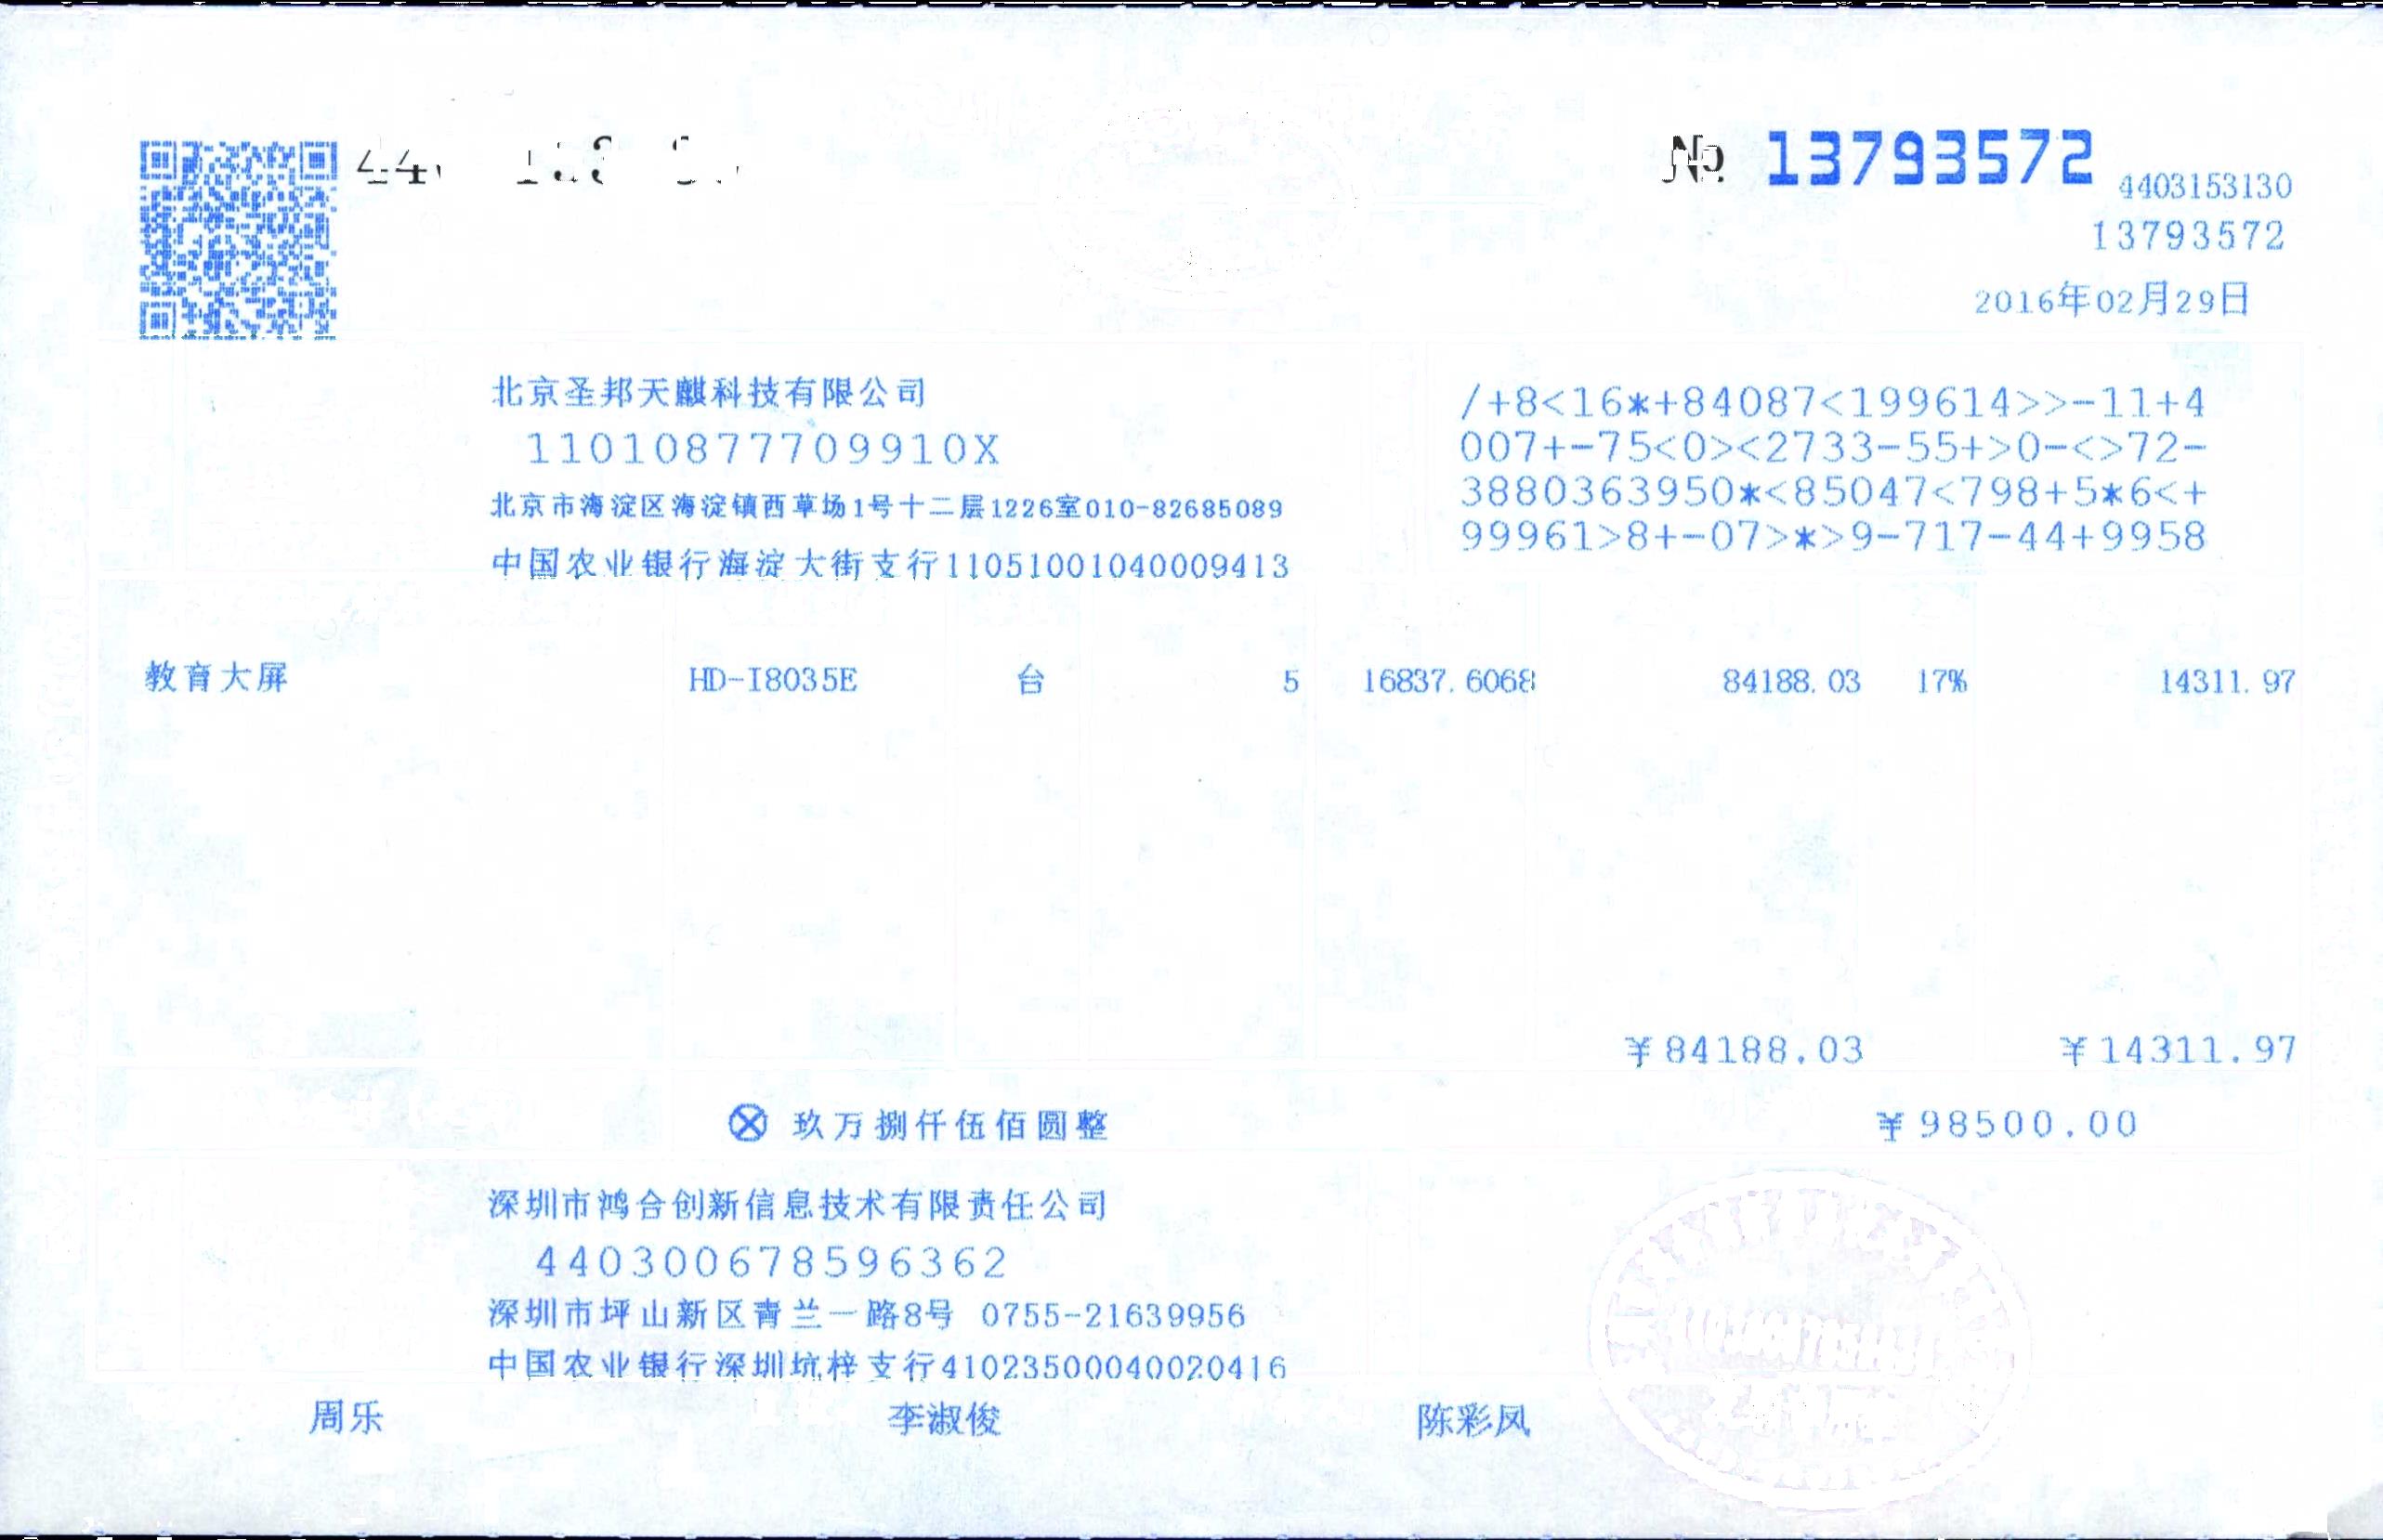 № 13793572
4403153130
13793572
2016年02月29日
北京圣邦天麒科技有限公司
11010877709910X
北京市海淀区海淀镇西草场1号十二层1226室010-82685089
中国农业银行海淀大街支行11051001040009413
/+8<16*+84087<199614>>-11+4
007+-75<0><2733-55+>0-<>72-
3880363950*<85047<798+5*6<+
99961>8+-07>*>9-717-44+9958
教育大屏 HD-I8035E 台 5 16837.6068 84188.03 17% 14311.97
¥84188.03 ¥14311.97
ⓧ 玖万捌仟伍佰圆整 ¥98500.00
深圳市鸿合创新信息技术有限责任公司
440300678596362
深圳市坪山新区青兰一路8号 0755-21639956
中国农业银行深圳坑梓支行41023500040020416
周乐 李淑俊 陈彩凤